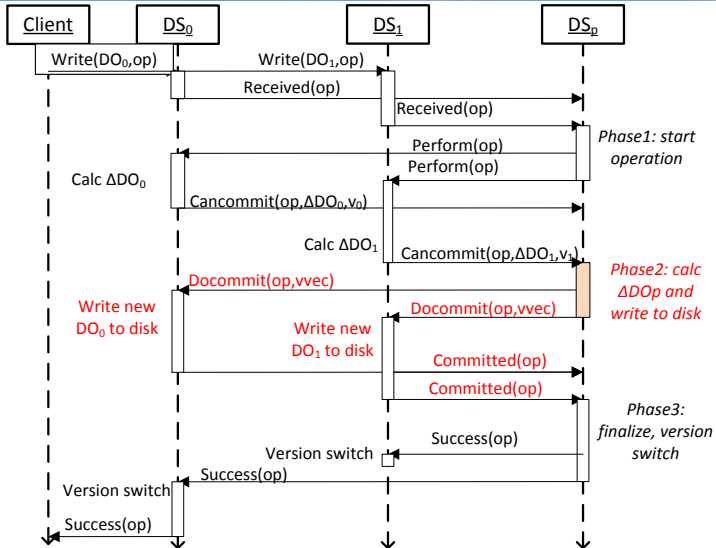 Client
DS₀
DS₁
DSₚ
Write(DO₀,op)
Write(DO₁,op)
Received(op)
Received(op)
Phase1: start
operation
Perform(op)
Perform(op)
Calc ΔDO₀
Cancommit(op,ΔDO₀,v₀)
Calc ΔDO₁
Cancommit(op,ΔDO₁,v₁)
Phase2: calc
ΔDOp and
write to disk
Docommit(op,vvec)
Docommit(op,vvec)
Write new
DO₀ to disk
Write new
DO₁ to disk
Committed(op)
Committed(op)
Phase3:
finalize, version
switch
Success(op)
Version switch
Success(op)
Version switch
Success(op)